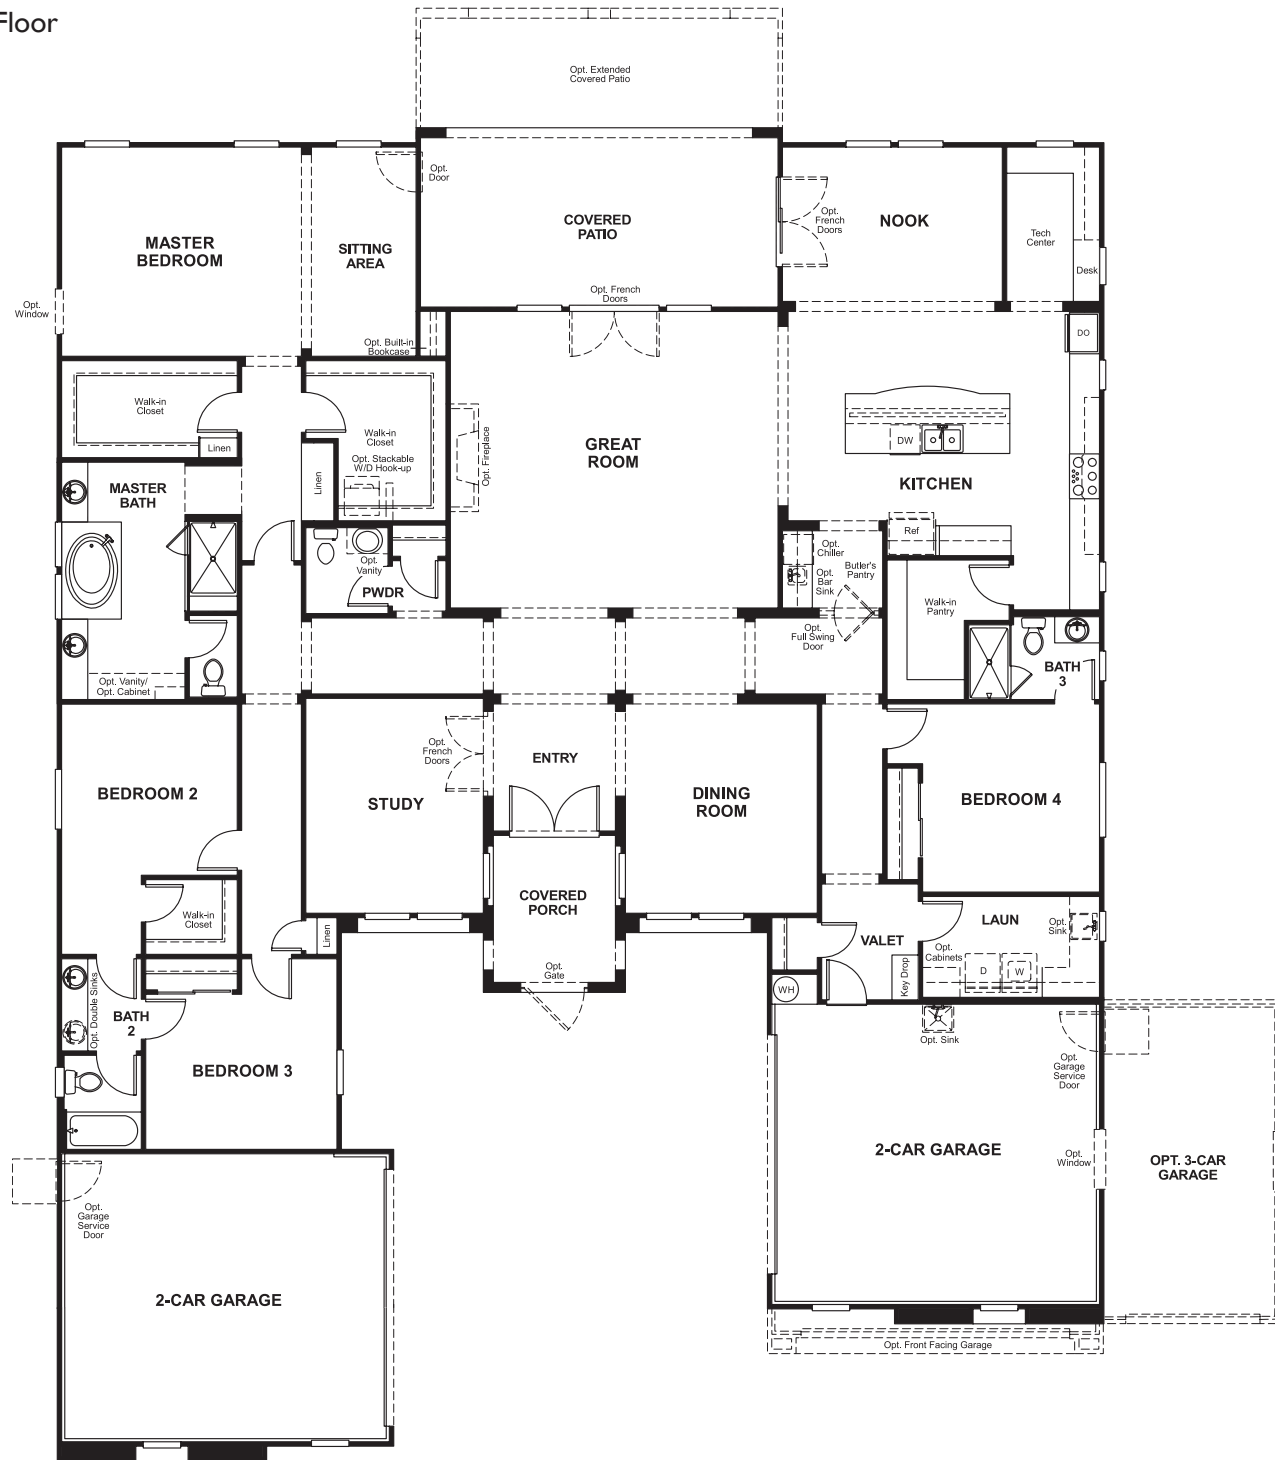 Floor
Opt. Extended
Covered Patio
Opt.
Door
COVERED
PATIO
Opt.
French
Doors
NOOK
Tech
Center
Desk
MASTER
BEDROOM
SITTING
AREA
Opt.
Window
Opt. French
Doors
Opt. Built-in
Bookcase
DO
Walk-in
Closet
Linen
Walk-in
Closet
Opt. Stackable
W/D Hook-up
Linen
Opt. Fireplace
GREAT
ROOM
DW
KITCHEN
MASTER
BATH
Ref
Opt.
Chiller
Opt.
Bar
Sink
Butler's
Pantry
Opt.
Vanity
PWDR
Walk-in
Pantry
Opt.
Full Swing
Door
BATH
3
Opt. Vanity/
Opt. Cabinet
Opt.
French
Doors
ENTRY
BEDROOM 2
STUDY
DINING
ROOM
BEDROOM 4
COVERED
PORCH
Walk-in
Closet
Linen
VALET
LAUN
Opt.
Sink
Opt.
Cabinets
D
W
Key Drop
WH
Opt.
Gate
Opt. Double Sinks
BATH
2
BEDROOM 3
Opt. Sink
Opt.
Garage
Service
Door
2-CAR GARAGE
Opt.
Window
OPT. 3-CAR
GARAGE
Opt.
Garage
Service
Door
2-CAR GARAGE
Opt. Front Facing Garage